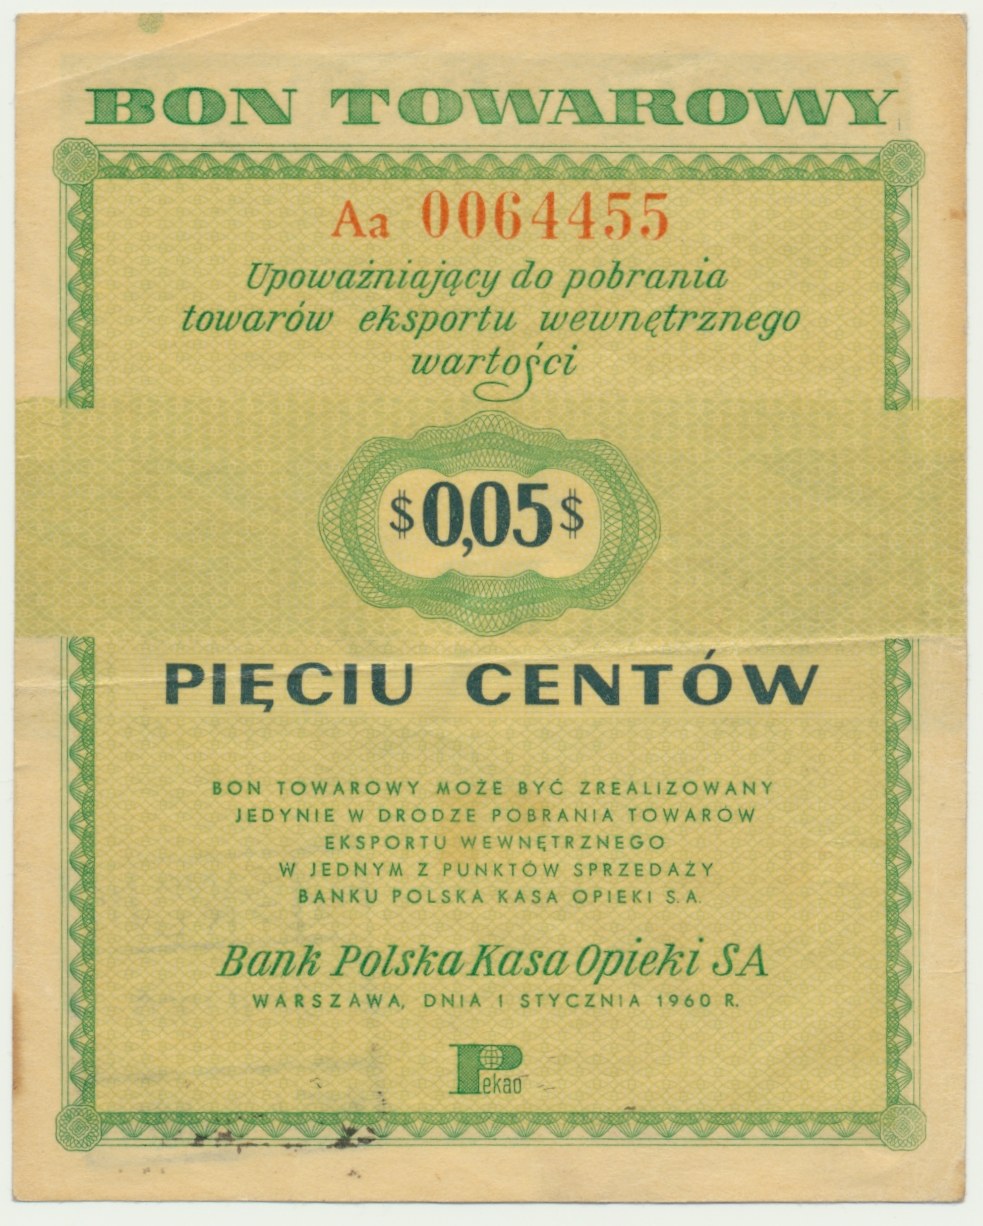 BON TOWAROWY
Aa 0064455
Upoważniający do pobrania
towarów eksportu wewnętrznego
wartości
$0,05$
PIĘCIU CENTÓW
BON TOWAROWY MOŻE BYĆ ZREALIZOWANY
JEDYNIE W DRODZE POBRANIA TOWARÓW
EKSPORTU WEWNĘTRZNEGO
W JEDNYM Z PUNKTÓW SPRZEDAŻY
BANKU POLSKA KASA OPIEKI S.A.
Bank Polska Kasa Opieki SA
WARSZAWA, DNIA 1 STYCZNIA 1960 R.
Pekao